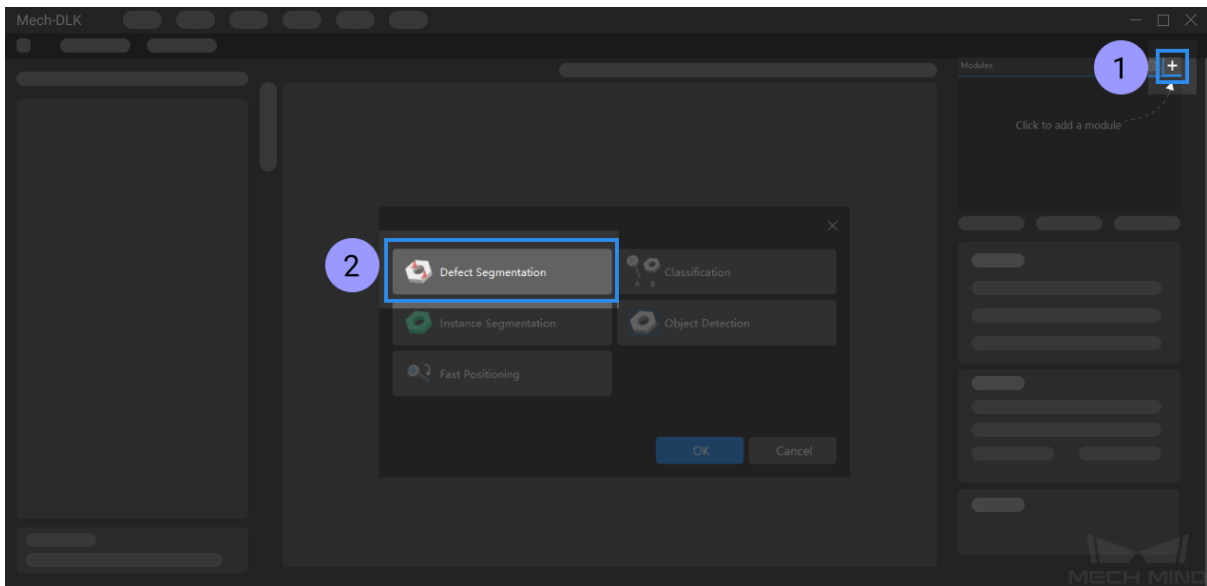 Mech-DLK
Modules
1
+
Click to add a module
2
Defect Segmentation
Classification
A B
Instance Segmentation
Object Detection
Fast Positioning
OK
Cancel
MECH MIND